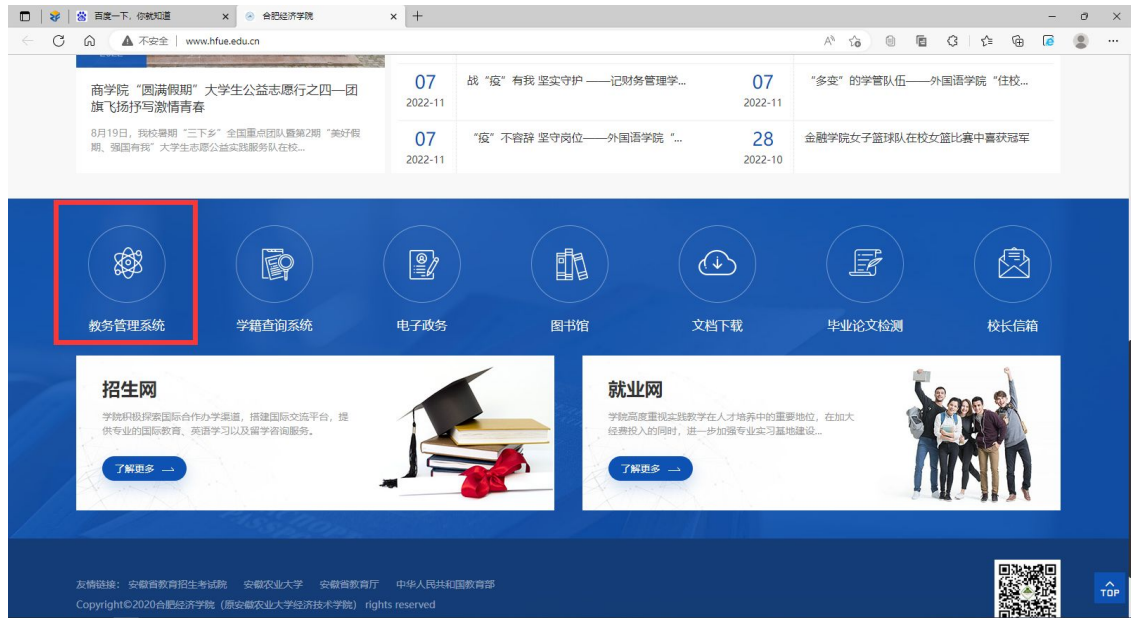 百度一下，你就知道
合肥经济学院
不安全
www.hfue.edu.cn
商学院“圆满假期”大学生公益志愿行之四—团
旗飞扬抒写激情青春
8月19日，我校暑期“三下乡”全国重点团队暨第2期“美好假
期、强国有我”大学生志愿公益实践服务队在校...
07
2022-11
战“疫”有我 坚实守护 ——记财务管理学...
07
2022-11
“多变”的学管队伍——外国语学院“住校...
07
2022-11
“疫”不容辞 坚守岗位——外国语学院“...
28
2022-10
金融学院女子篮球队在校女篮比赛中喜获冠军
教务管理系统
学籍查询系统
电子政务
图书馆
文档下载
毕业论文检测
校长信箱
招生网
学院积极探索国际合作办学渠道，搭建国际交流平台，提
供专业的国际教育、英语学习以及留学咨询服务。
了解更多
就业网
学院高度重视实践教学在人才培养中的重要地位，在加大
经费投入的同时，进一步加强专业实习基地建设...
了解更多
友情链接： 安徽省教育招生考试院 安徽农业大学 安徽省教育厅 中华人民共和国教育部
Copyright©2020合肥经济学院（原安徽农业大学经济技术学院）rights reserved
TOP